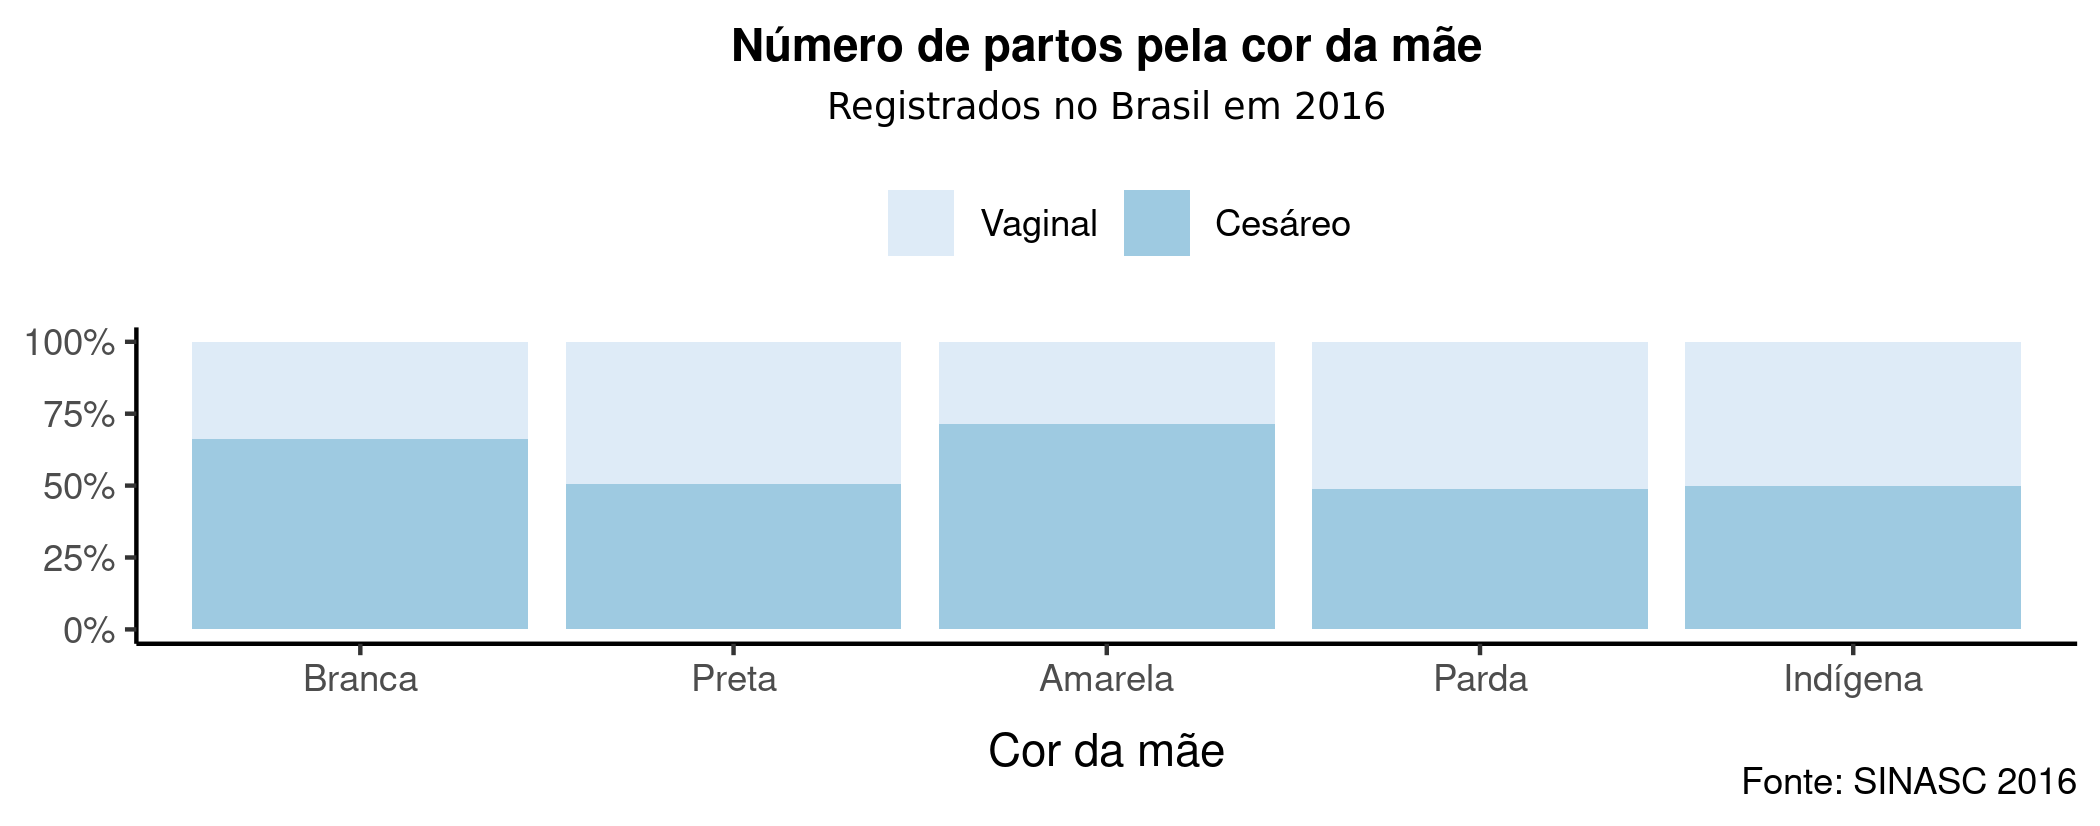 Número de partos pela cor da mãe
Registrados no Brasil em 2016
Vaginal Cesáreo
100%
75%
50%
25%
0%
Branca Preta Amarela Parda Indígena
Cor da mãe
Fonte: SINASC 2016